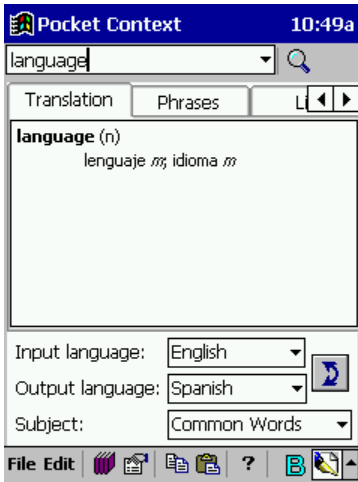 Pocket Context 10:49a
language
Translation Phrases
language (n)
lenguaje m; idioma m
Input language: English
Output language: Spanish
Subject: Common Words
File Edit ? B